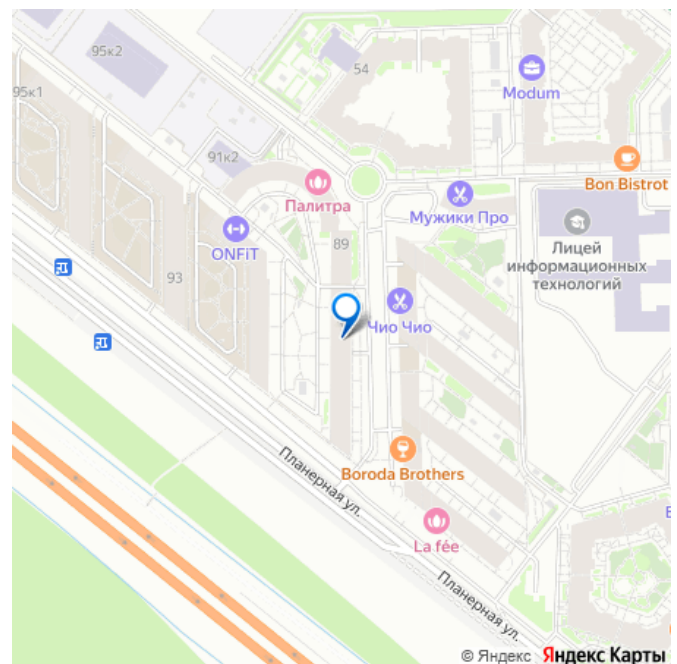 95к2
54
Modum
95к1
91к2
Bon Bistrot
Палитра
Мужики Про
ONFiT
89
Лицей
информационных
технологий
93
Чио Чио
Boroda Brothers
Планерная ул.
La fée
Планерная ул.
© Яндекс Яндекс Карты